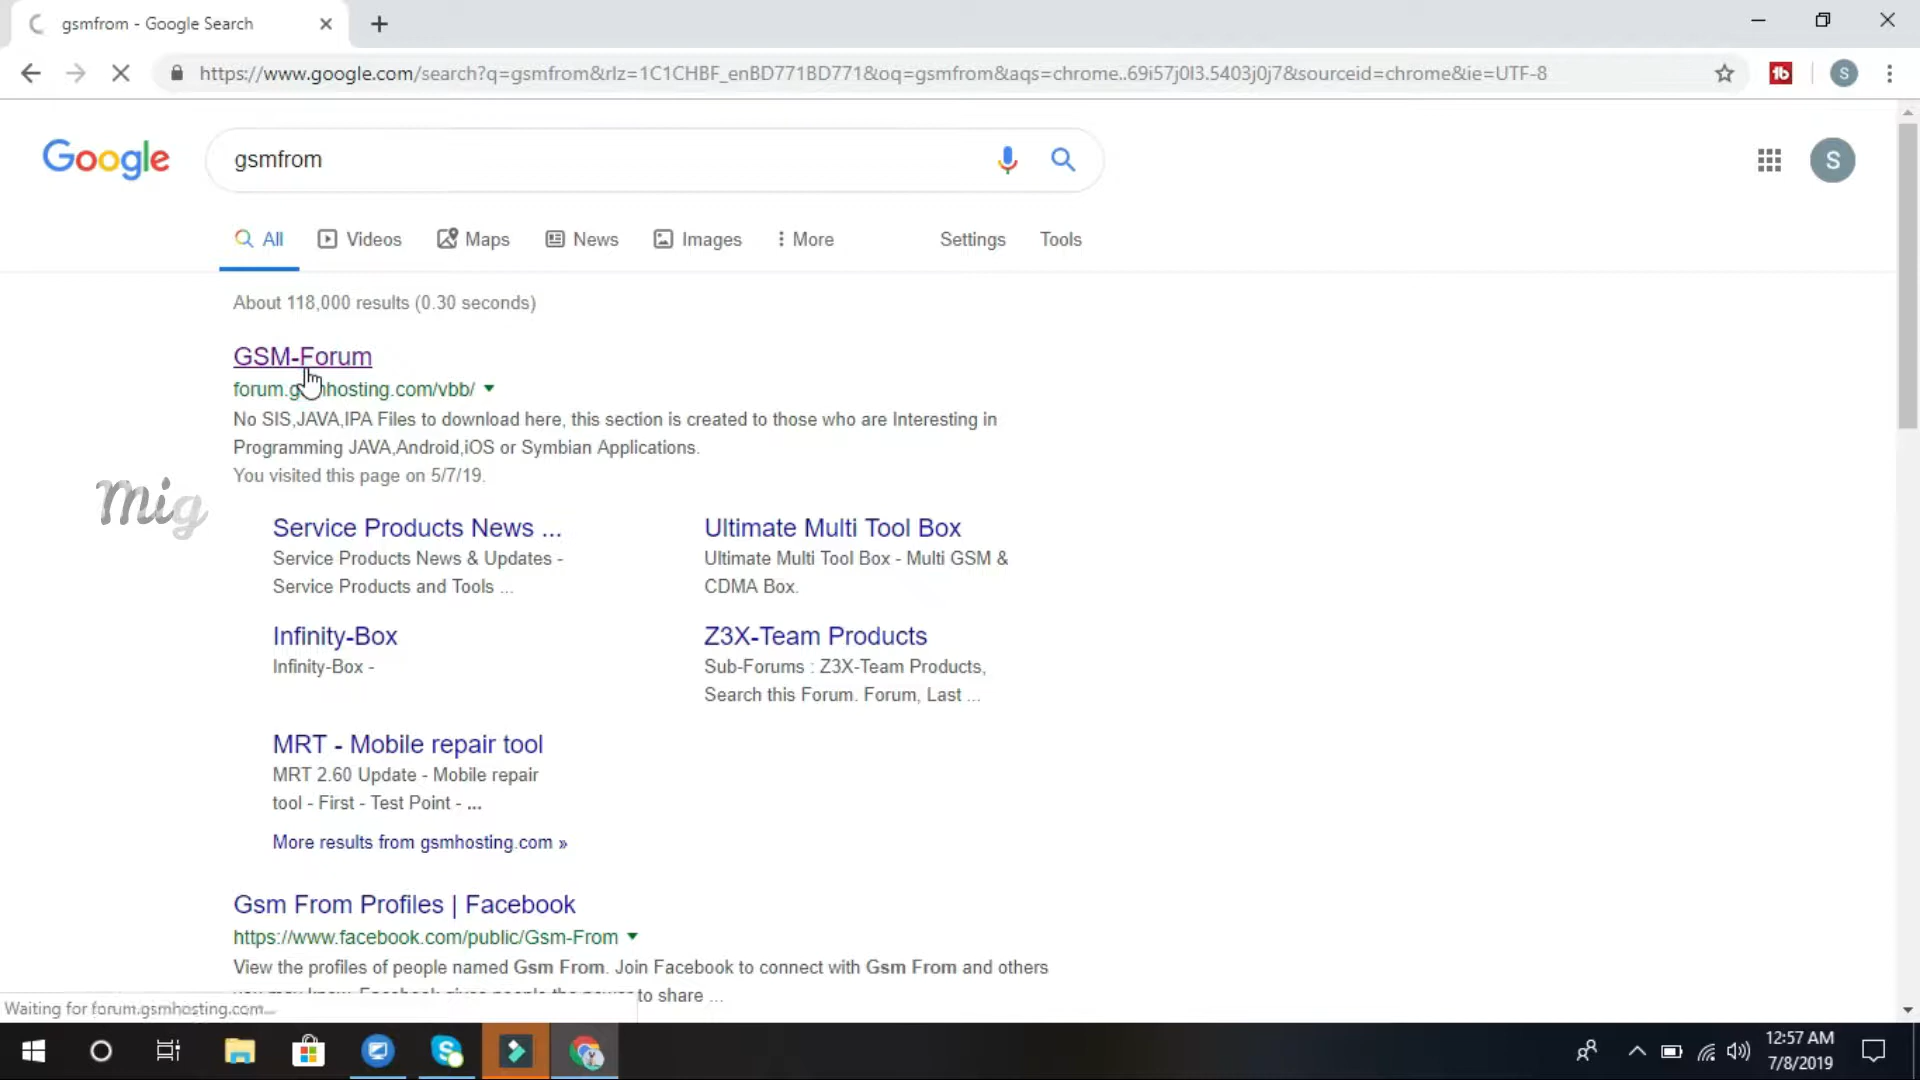 gsmfrom - Google Search
https://www.google.com/search?q=gsmfrom&rlz=1C1CHBF_enBD771BD771&oq=gsmfrom&aqs=chrome..69i57j0l3.5403j0j7&sourceid=chrome&ie=UTF-8
S
Google
gsmfrom
S
All
Videos
Maps
News
Images
More
Settings
Tools
About 118,000 results (0.30 seconds)
GSM-Forum
forum.gsmhosting.com/vbb/
No SIS,JAVA,IPA Files to download here, this section is created to those who are Interesting in
Programming JAVA,Android,iOS or Symbian Applications.
You visited this page on 5/7/19.
Mig
Service Products News ...
Service Products News & Updates -
Service Products and Tools ...
Ultimate Multi Tool Box
Ultimate Multi Tool Box - Multi GSM &
CDMA Box.
Infinity-Box
Infinity-Box -
Z3X-Team Products
Sub-Forums : Z3X-Team Products,
Search this Forum. Forum, Last ...
MRT - Mobile repair tool
MRT 2.60 Update - Mobile repair
tool - First - Test Point - ...
More results from gsmhosting.com »
Gsm From Profiles | Facebook
https://www.facebook.com/public/Gsm-From
View the profiles of people named Gsm From. Join Facebook to connect with Gsm From and others
to share ...
Waiting for forum.gsmhosting.com...
12:57 AM
7/8/2019